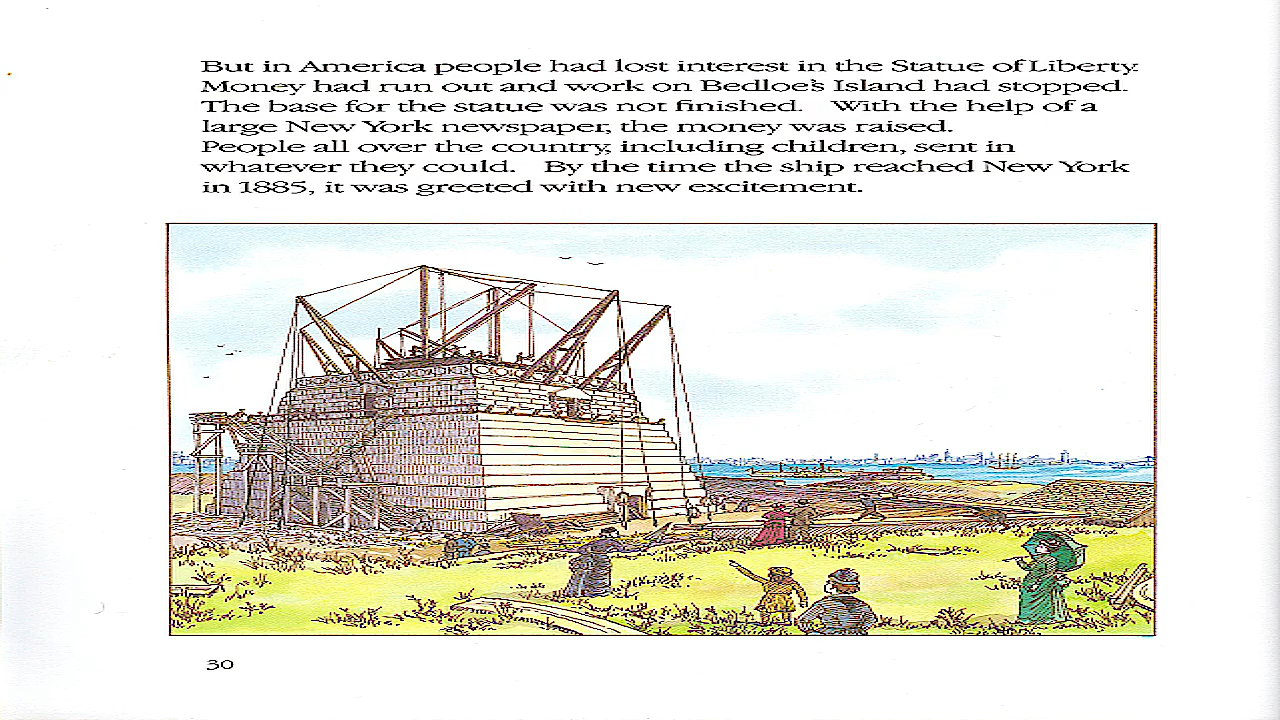 But in America people had lost interest in the Statue of Liberty.
Money had run out and work on Bedloe's Island had stopped.
The base for the statue was not finished. With the help of a
large New York newspaper, the money was raised.
People all over the country, including children, sent in
whatever they could. By the time the ship reached New York
in 1885, it was greeted with new excitement.
30